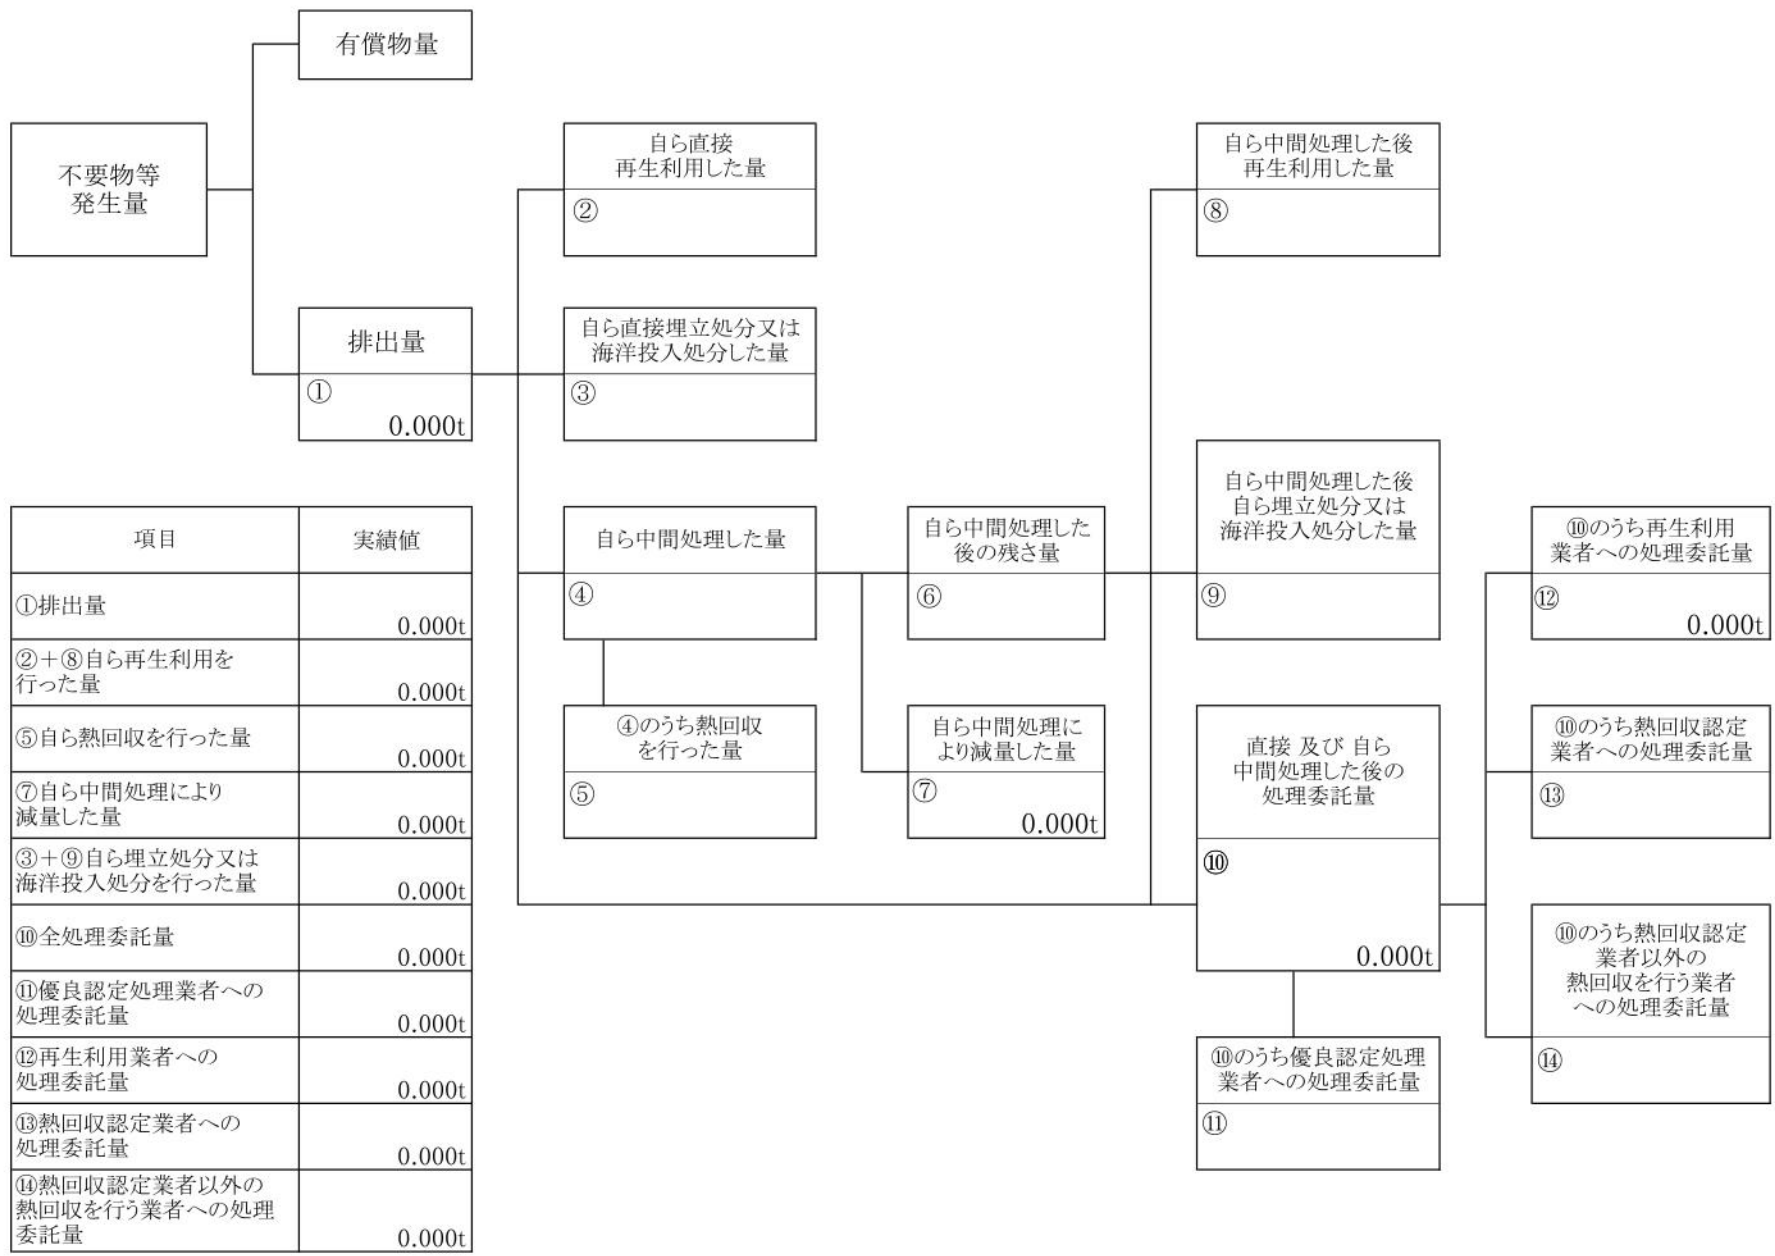 有償物量
不要物等
発生量
自ら直接
再生利用した量
②
自ら中間処理した後
再生利用した量
⑧
排出量
①
0.000t
自ら直接埋立処分又は
海洋投入処分した量
③
自ら中間処理した量
④
自ら中間処理した
後の残さ量
⑥
自ら中間処理した後
自ら埋立処分又は
海洋投入処分した量
⑨
⑩のうち再生利用
業者への処理委託量
⑫
0.000t
④のうち熱回収
を行った量
⑤
自ら中間処理に
より減量した量
⑦
0.000t
直接 及び 自ら
中間処理した後の
処理委託量
⑩
0.000t
⑩のうち熱回収認定
業者への処理委託量
⑬
⑩のうち熱回収認定
業者以外の
熱回収を行う業者
への処理委託量
⑭
⑩のうち優良認定処理
業者への処理委託量
⑪
項目
実績値
①排出量
0.000t
②＋⑧自ら再生利用を
行った量
0.000t
⑤自ら熱回収を行った量
0.000t
⑦自ら中間処理により
減量した量
0.000t
③＋⑨自ら埋立処分又は
海洋投入処分を行った量
0.000t
⑩全処理委託量
0.000t
⑪優良認定処理業者への
処理委託量
0.000t
⑫再生利用業者への
処理委託量
0.000t
⑬熱回収認定業者への
処理委託量
0.000t
⑭熱回収認定業者以外の
熱回収を行う業者への処理
委託量
0.000t